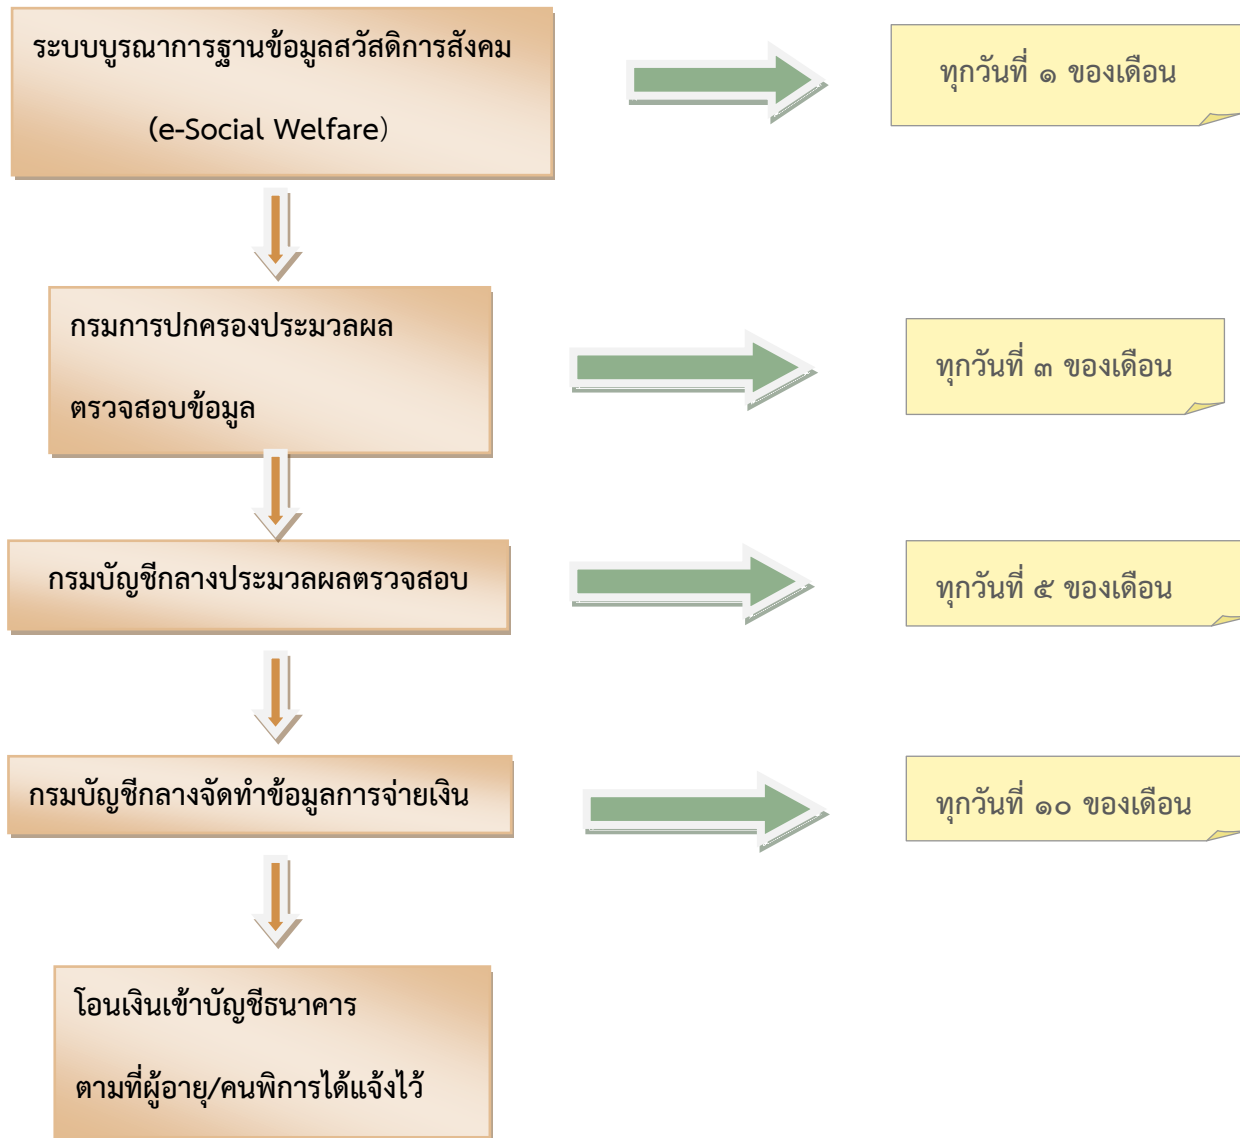 ระบบบูรณาการฐานข้อมูลสวัสดิการสังคม
(e-Social Welfare)
ทุกวันที่ ๑ ของเดือน
กรมการปกครองประมวลผล
ตรวจสอบข้อมูล
ทุกวันที่ ๓ ของเดือน
กรมบัญชีกลางประมวลผลตรวจสอบ
ทุกวันที่ ๕ ของเดือน
กรมบัญชีกลางจัดทำข้อมูลการจ่ายเงิน
ทุกวันที่ ๑๐ ของเดือน
โอนเงินเข้าบัญชีธนาคาร
ตามที่ผู้อายุ/คนพิการได้แจ้งไว้